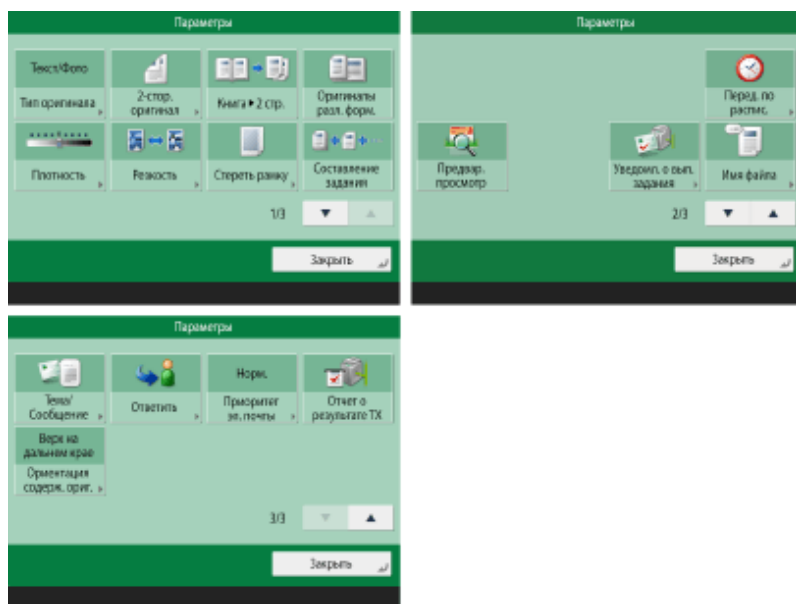 Параметры
Текст/Фото
Тип оригинала
2-стор.
оригинал
Книга ▸ 2 стр.
Оригиналы
разл. форм.
Плотность
Резкость
Стереть рамку
Составление
задания
1/3
Закрыть
Параметры
Перед. по
распис.
Предвар.
просмотр
Уведомл. о вып.
задания
Имя файла
2/3
Закрыть
Параметры
Тема/
Сообщение
Ответить
Норм.
Приоритет
эл. почты
Отчет о
результате TX
Верх на
дальнем крае
Ориентация
содерж. ориг.
3/3
Закрыть